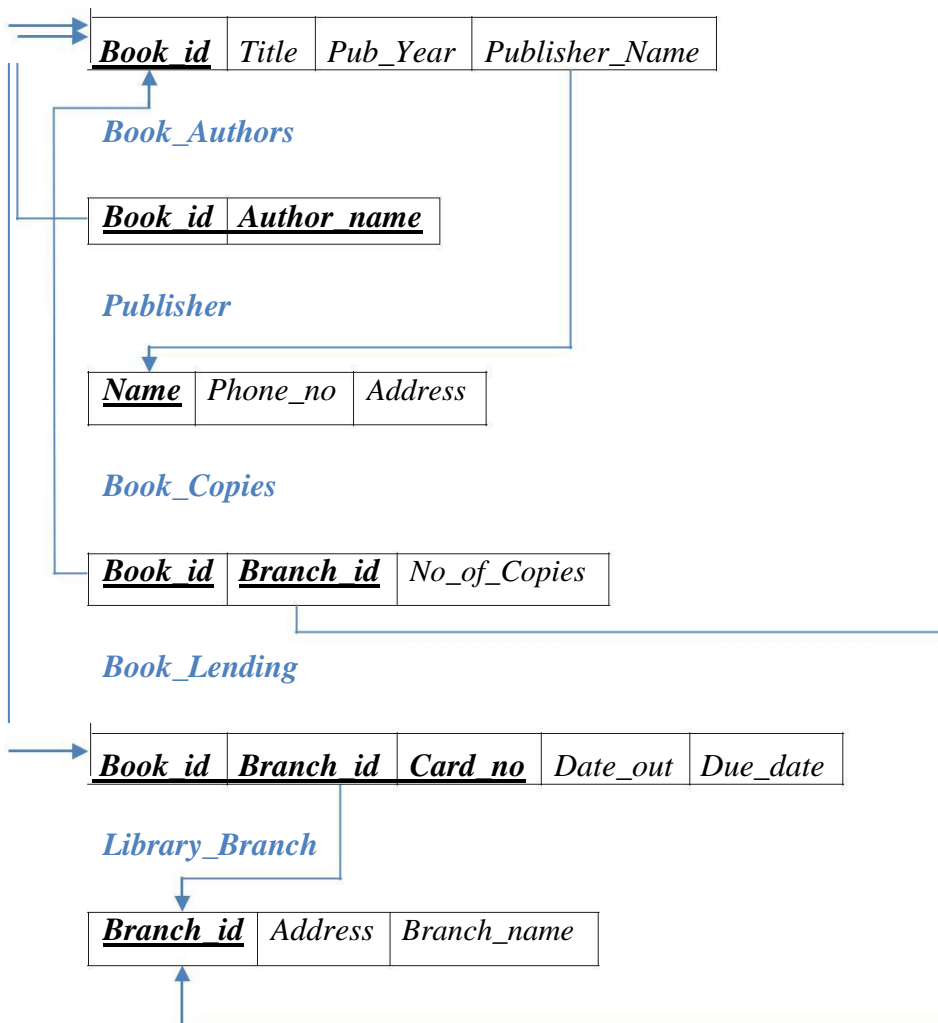 Book_id Title Pub_Year Publisher_Name
Book_Authors
Book_id Author_name
Publisher
Name Phone_no Address
Book_Copies
Book_id Branch_id No_of_Copies
Book_Lending
Book_id Branch_id Card_no Date_out Due_date
Library_Branch
Branch_id Address Branch_name